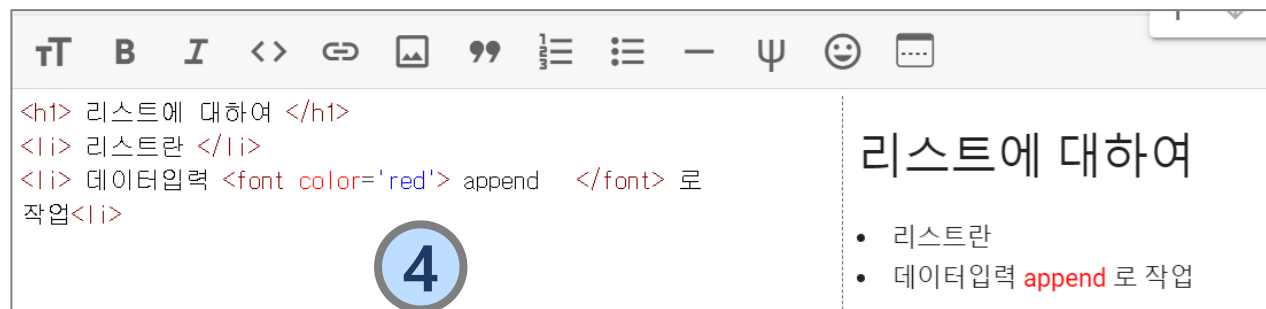 <h1> 리스트에 대하여 </h1>
<li> 리스트란 </li>
<li> 데이터입력 <font color='red'> append   </font> 로
작업<li>
4
리스트에 대하여
• 리스트란
• 데이터입력 append 로 작업